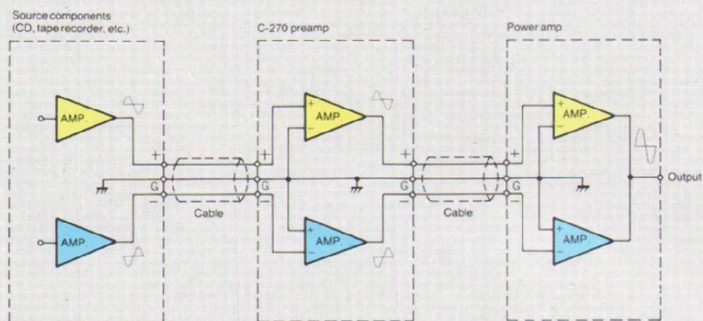 Source components
(CD, tape recorder, etc.)
C-270 preamp
Power amp
AMP.
AMP.
AMP.
+
+
+
−
+
+
+
−
G
G
G
G
Output
−
−
−
−
Cable
Cable
AMP.
+
−
AMP.
+
−
AMP.